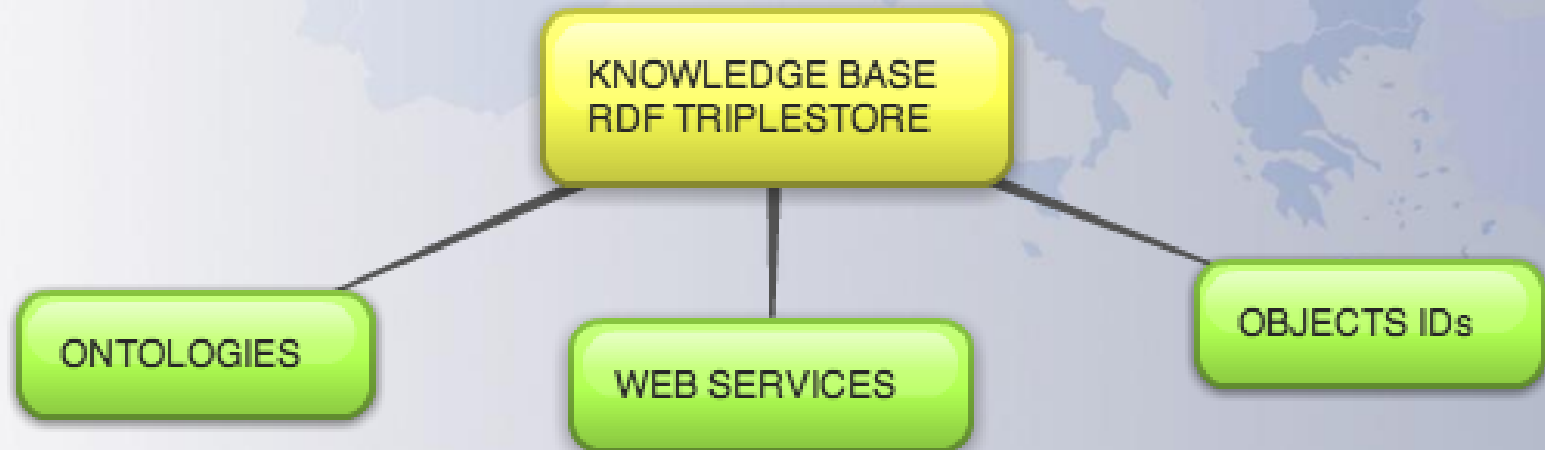 KNOWLEDGE BASE
RDF TRIPLESTORE
ONTOLOGIES
WEB SERVICES
OBJECTS IDs